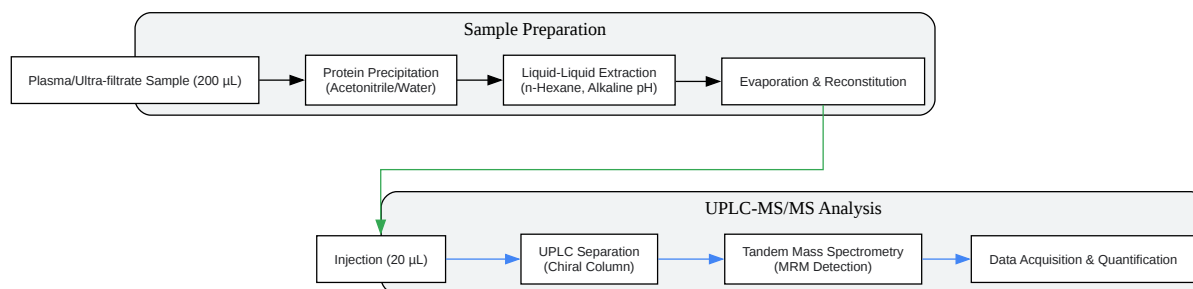 Sample Preparation
Plasma/Ultra-filtrate Sample (200 µL)
Protein Precipitation
(Acetonitrile/Water)
Liquid-Liquid Extraction
(n-Hexane, Alkaline pH)
Evaporation & Reconstitution
UPLC-MS/MS Analysis
Injection (20 µL)
UPLC Separation
(Chiral Column)
Tandem Mass Spectrometry
(MRM Detection)
Data Acquisition & Quantification